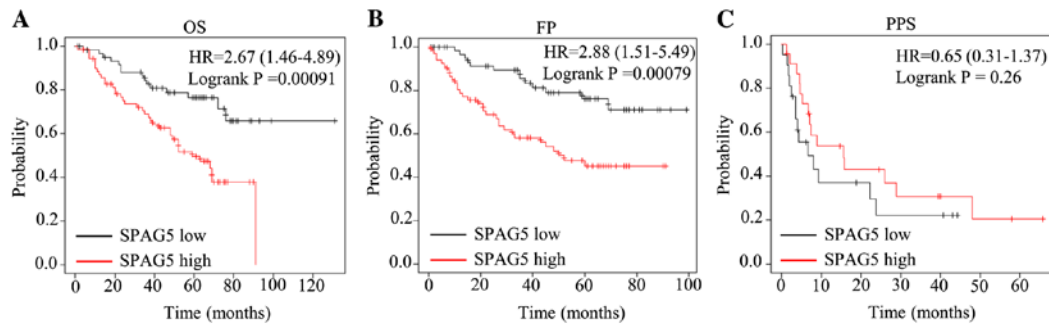 A
OS
HR=2.67 (1.46-4.89)
Logrank P =0.00091
Probability
1.0
0.8
0.6
0.4
0.2
0.0
SPAG5 low
SPAG5 high
0 20 40 60 80 100 120
Time (months)
B
FP
HR=2.88 (1.51-5.49)
Logrank P =0.00079
Probability
1.0
0.8
0.6
0.4
0.2
0.0
SPAG5 low
SPAG5 high
0 20 40 60 80 100
Time (months)
C
PPS
HR=0.65 (0.31-1.37)
Logrank P = 0.26
Probability
1.0
0.8
0.6
0.4
0.2
0.0
SPAG5 low
SPAG5 high
0 10 20 30 40 50 60
Time (months)